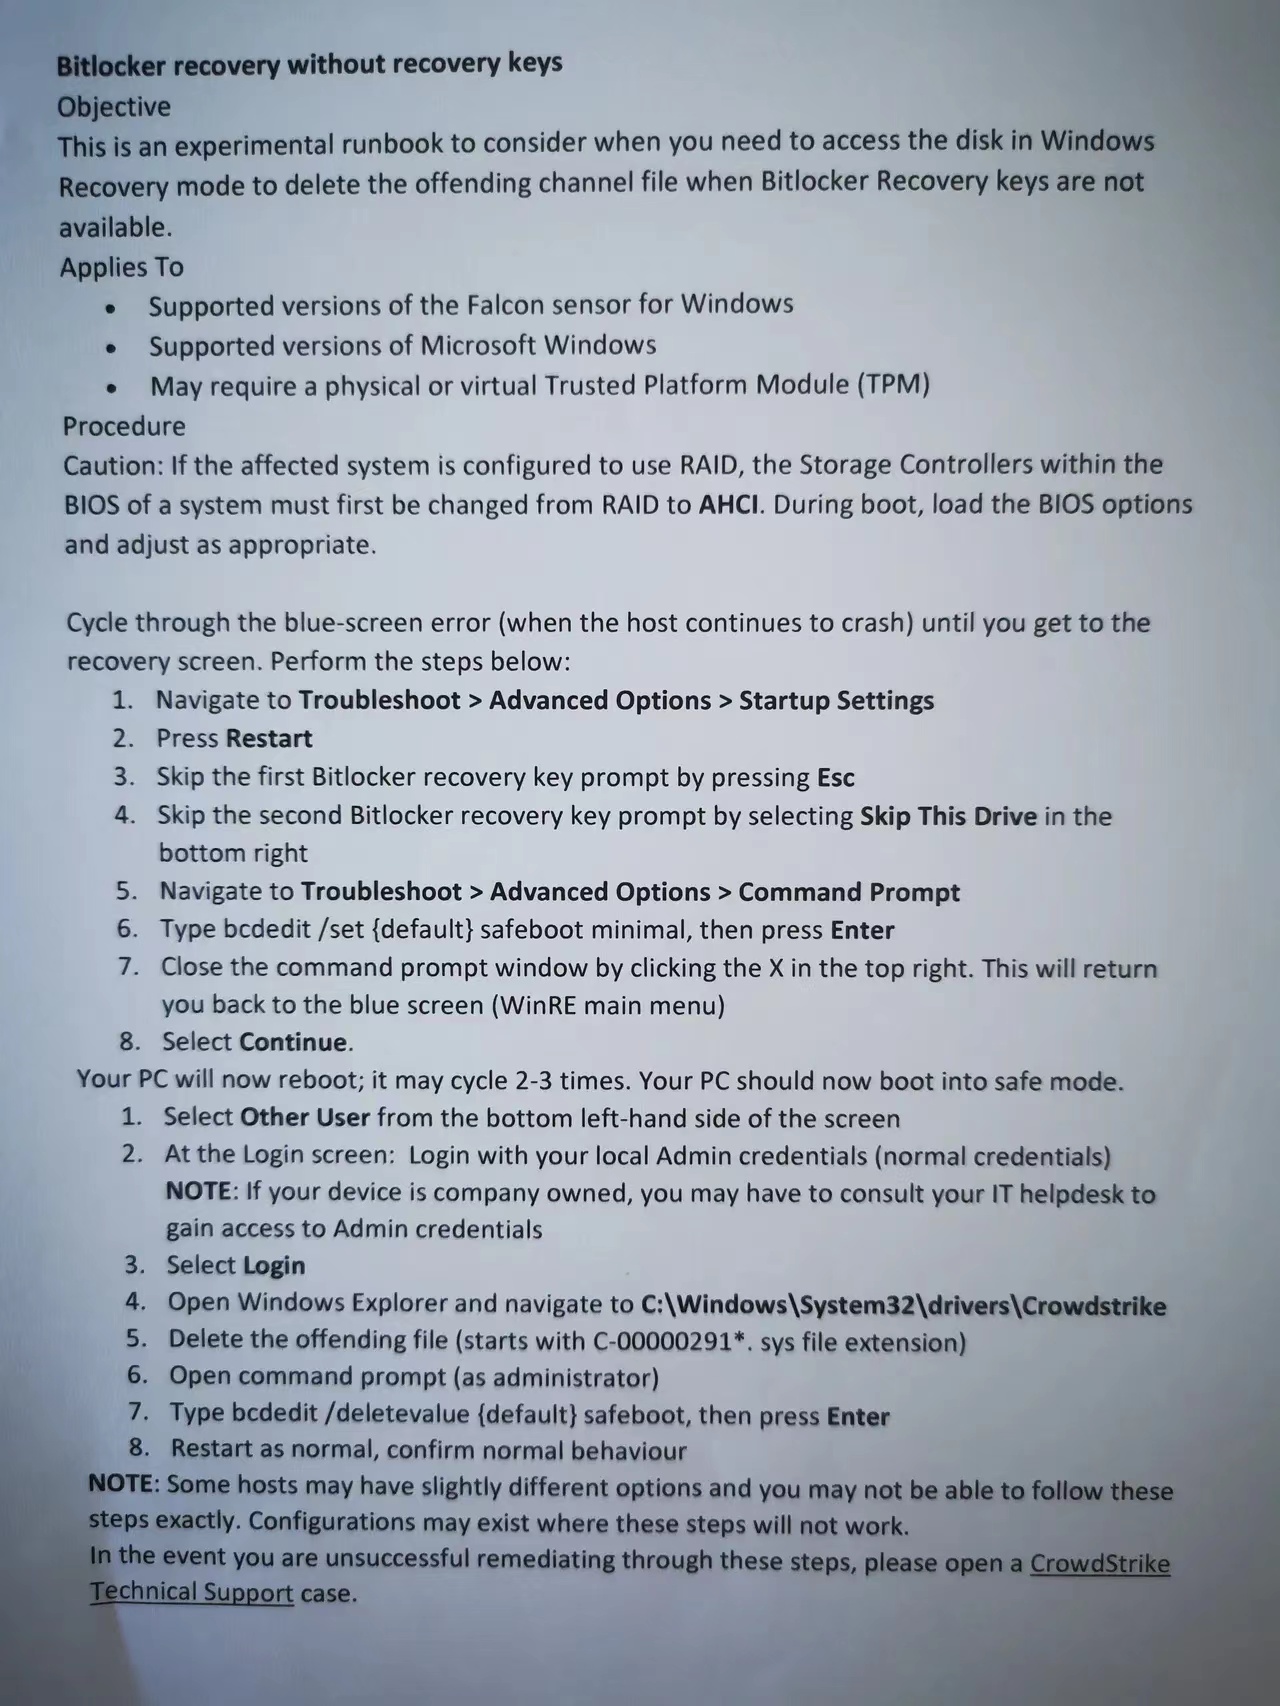 Bitlocker recovery without recovery keys
Objective
This is an experimental runbook to consider when you need to access the disk in Windows
Recovery mode to delete the offending channel file when Bitlocker Recovery keys are not
available.
Applies To
• Supported versions of the Falcon sensor for Windows
• Supported versions of Microsoft Windows
• May require a physical or virtual Trusted Platform Module (TPM)
Procedure
Caution: If the affected system is configured to use RAID, the Storage Controllers within the
BIOS of a system must first be changed from RAID to AHCI. During boot, load the BIOS options
and adjust as appropriate.
Cycle through the blue-screen error (when the host continues to crash) until you get to the
recovery screen. Perform the steps below:
1. Navigate to Troubleshoot > Advanced Options > Startup Settings
2. Press Restart
3. Skip the first Bitlocker recovery key prompt by pressing Esc
4. Skip the second Bitlocker recovery key prompt by selecting Skip This Drive in the
bottom right
5. Navigate to Troubleshoot > Advanced Options > Command Prompt
6. Type bcdedit /set {default} safeboot minimal, then press Enter
7. Close the command prompt window by clicking the X in the top right. This will return
you back to the blue screen (WinRE main menu)
8. Select Continue.
Your PC will now reboot; it may cycle 2-3 times. Your PC should now boot into safe mode.
1. Select Other User from the bottom left-hand side of the screen
2. At the Login screen: Login with your local Admin credentials (normal credentials)
NOTE: If your device is company owned, you may have to consult your IT helpdesk to
gain access to Admin credentials
3. Select Login
4. Open Windows Explorer and navigate to C:\Windows\System32\drivers\Crowdstrike
5. Delete the offending file (starts with C-00000291*. sys file extension)
6. Open command prompt (as administrator)
7. Type bcdedit /deletevalue {default} safeboot, then press Enter
8. Restart as normal, confirm normal behaviour
NOTE: Some hosts may have slightly different options and you may not be able to follow these
steps exactly. Configurations may exist where these steps will not work.
In the event you are unsuccessful remediating through these steps, please open a CrowdStrike
Technical Support case.